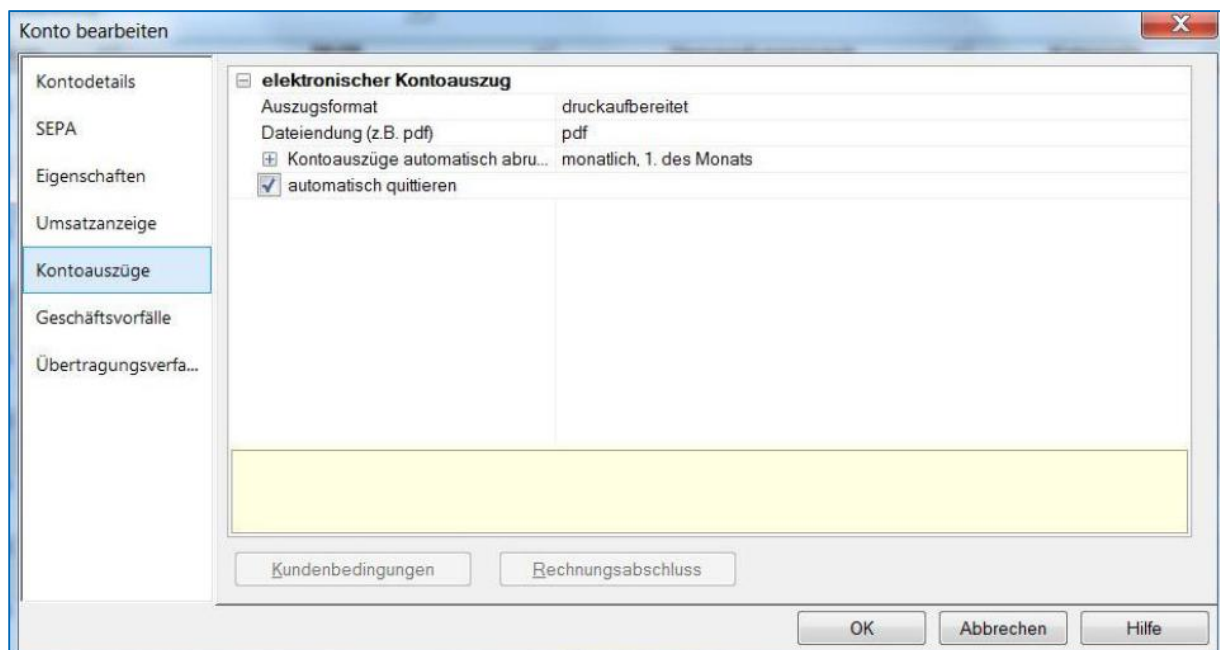 Konto bearbeiten
Kontodetails
SEPA
Eigenschaften
Umsatzanzeige
Kontoauszüge
Geschäftsvorfälle
Übertragungsverfa...
elektronischer Kontoauszug
Auszugsformat druckaufbereitet
Dateiendung (z.B. pdf) pdf
Kontoauszüge automatisch abru... monatlich, 1. des Monats
automatisch quittieren
Kundenbedingungen Rechnungsabschluss
OK Abbrechen Hilfe